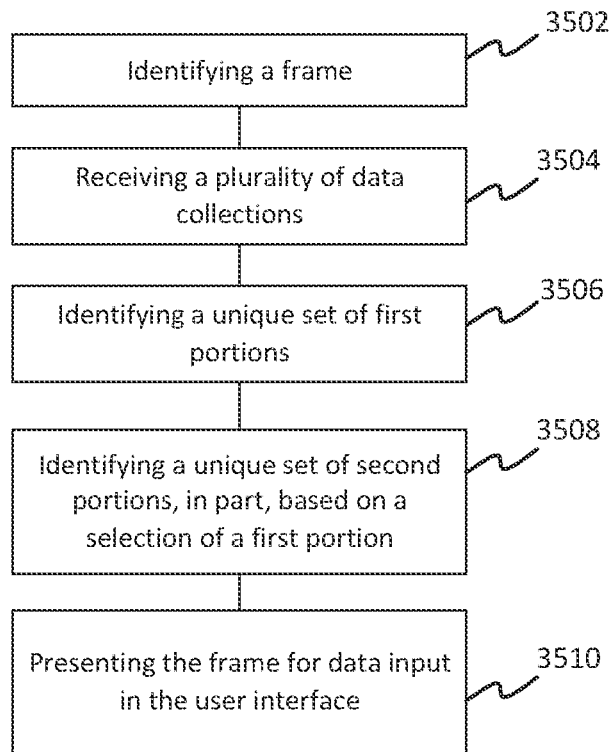 3502
Identifying a frame
3504
Receiving a plurality of data
collections
3506
Identifying a unique set of first
portions
3508
Identifying a unique set of second
portions, in part, based on a
selection of a first portion
Presenting the frame for data input
in the user interface
3510